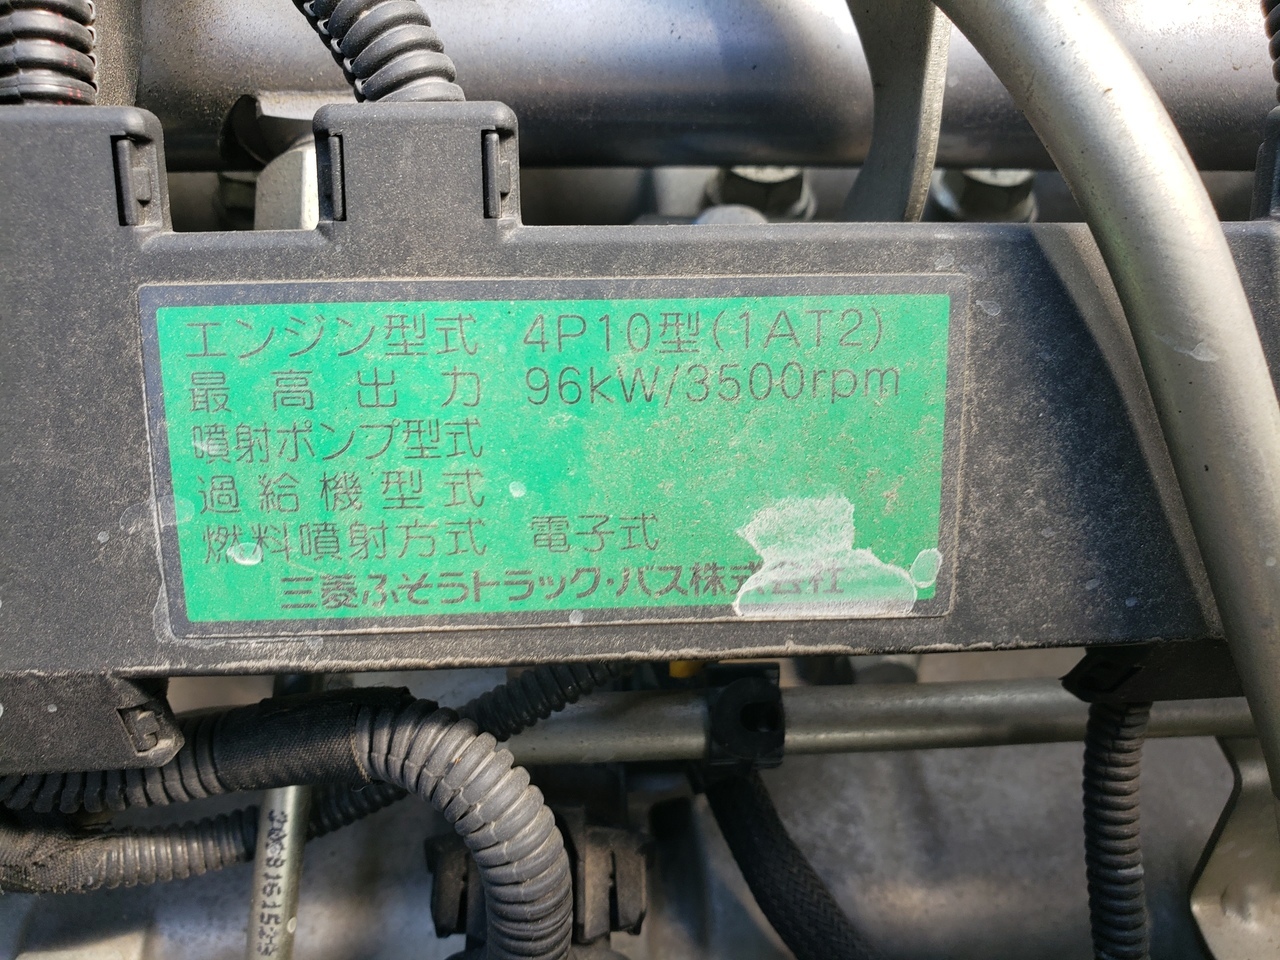 エンジン型式 4P10型(1AT2)
最高出力 96kW/3500rpm
噴射ポンプ型式
過給機型式
燃料噴射方式 電子式
三菱ふそうトラック・バス株式会社